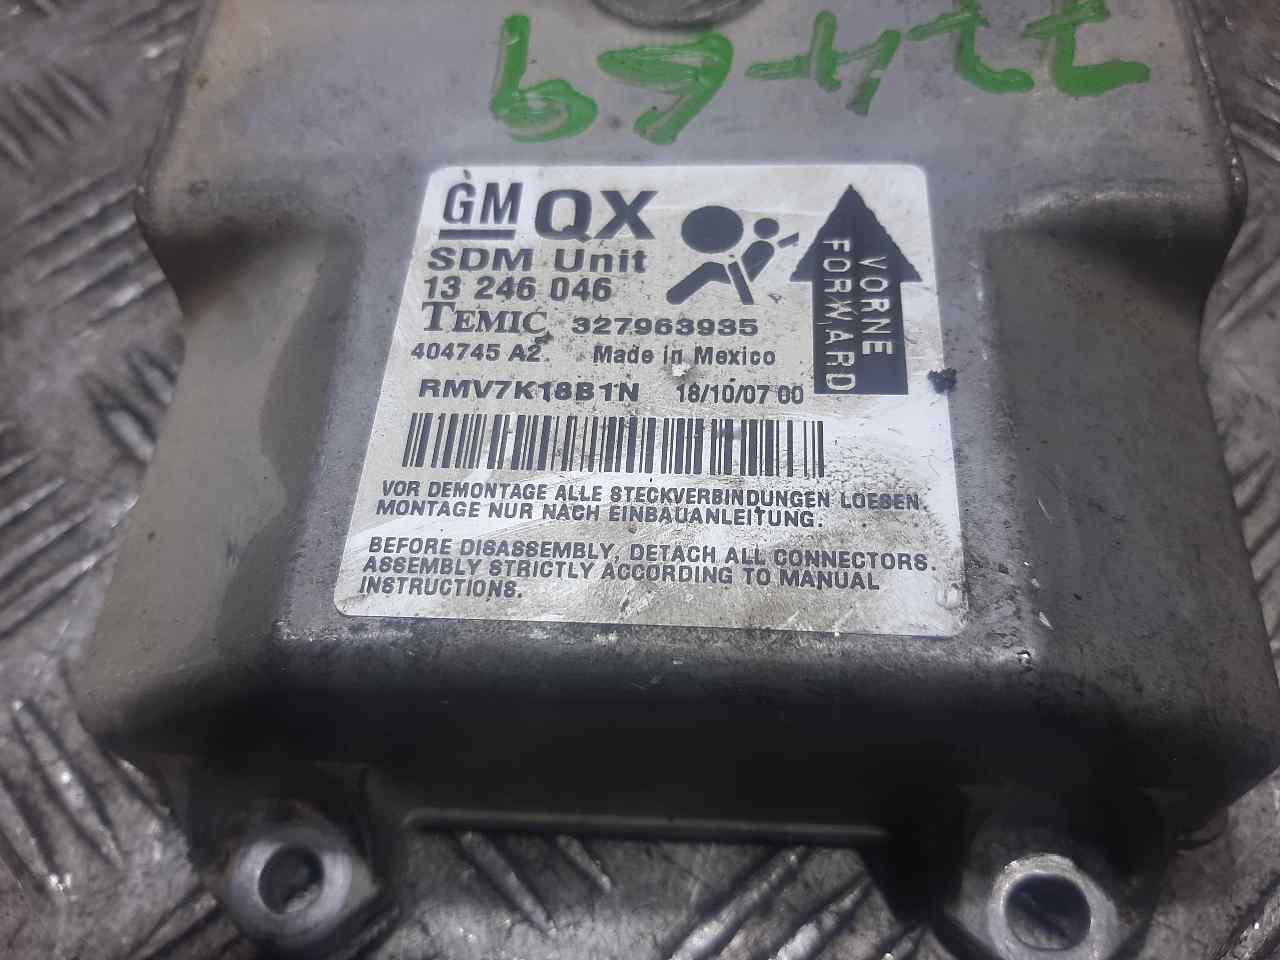 GM QX
SDM Unit
13 246 046
TEMIC 327963935
404745 A2 Made in Mexico
RMV7K18B1N 18/10/07 00
VORNE
FORWARD
VOR DEMONTAGE ALLE STECKVERBINDUNGEN LOESEN.
MONTAGE NUR NACH EINBAUANLEITUNG.
BEFORE DISASSEMBLY, DETACH ALL CONNECTORS.
ASSEMBLY STRICTLY ACCORDING TO MANUAL
INSTRUCTIONS.